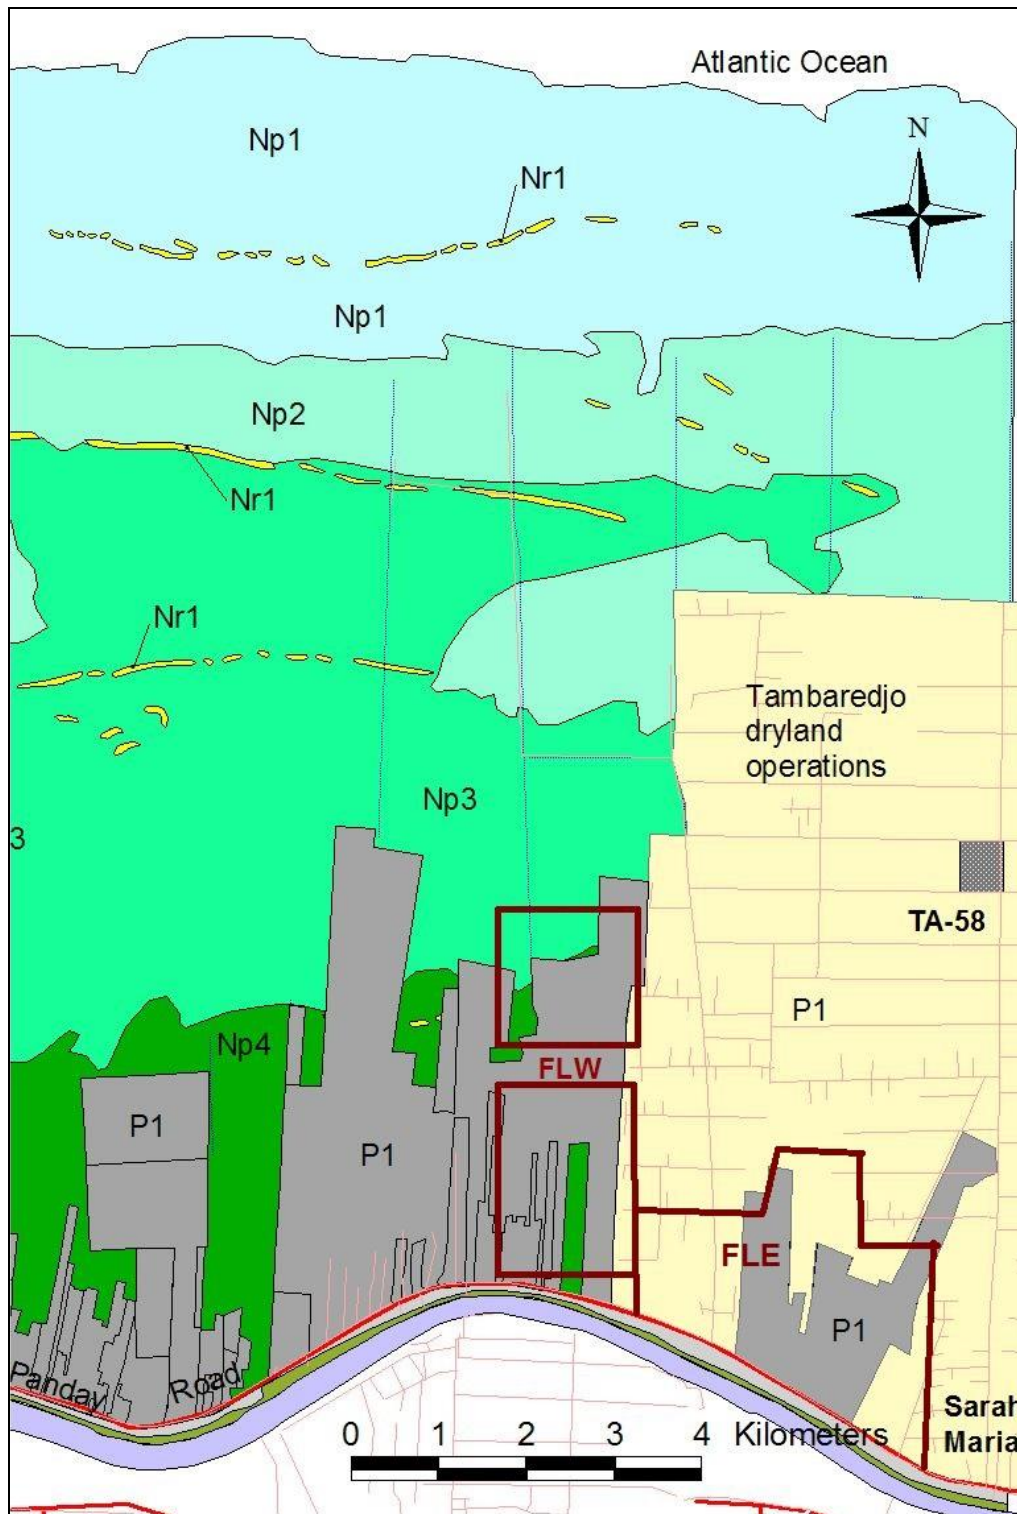 Atlantic Ocean
N
Np1
Nr1
Np1
Np2
Nr1
Nr1
Tambaredjo
dryland
operations
Np3
3
TA-58
P1
Np4
FLW
P1
P1
FLE
P1
Panday Road
Sarah
Maria
0 1 2 3 4 Kilometers